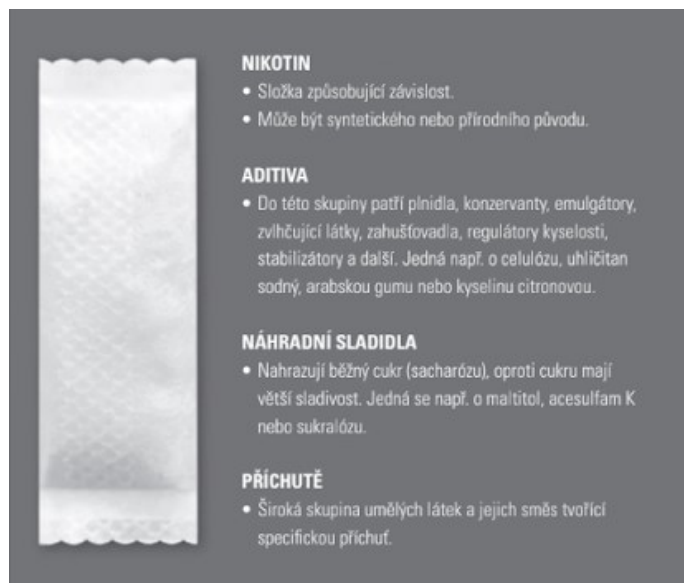 NIKOTIN
• Složka způsobující závislost.
• Může být syntetického nebo přírodního původu.
ADITIVA
• Do této skupiny patří plnidla, konzervanty, emulgátory,
zvlhčující látky, zahušťovadla, regulátory kyselosti,
stabilizátory a další. Jedná např. o celulózu, uhličitan
sodný, arabskou gumu nebo kyselinu citronovou.
NÁHRADNÍ SLADIDLA
• Nahrazují běžný cukr (sacharózu), oproti cukru mají
větší sladivost. Jedná se např. o maltitol, acesulfam K
nebo sukralózu.
PŘÍCHUTĚ
• Široká skupina umělých látek a jejich směs tvořící
specifickou příchuť.